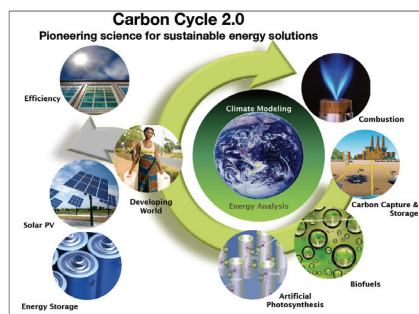 Carbon Cycle 2.0
Pioneering science for sustainable energy solutions
Efficiency
Climate Modeling
Combustion
Developing
World
Solar PV
Energy Analysis
Carbon Capture &
Storage
Biofuels
Artificial
Photosynthesis
Energy Storage